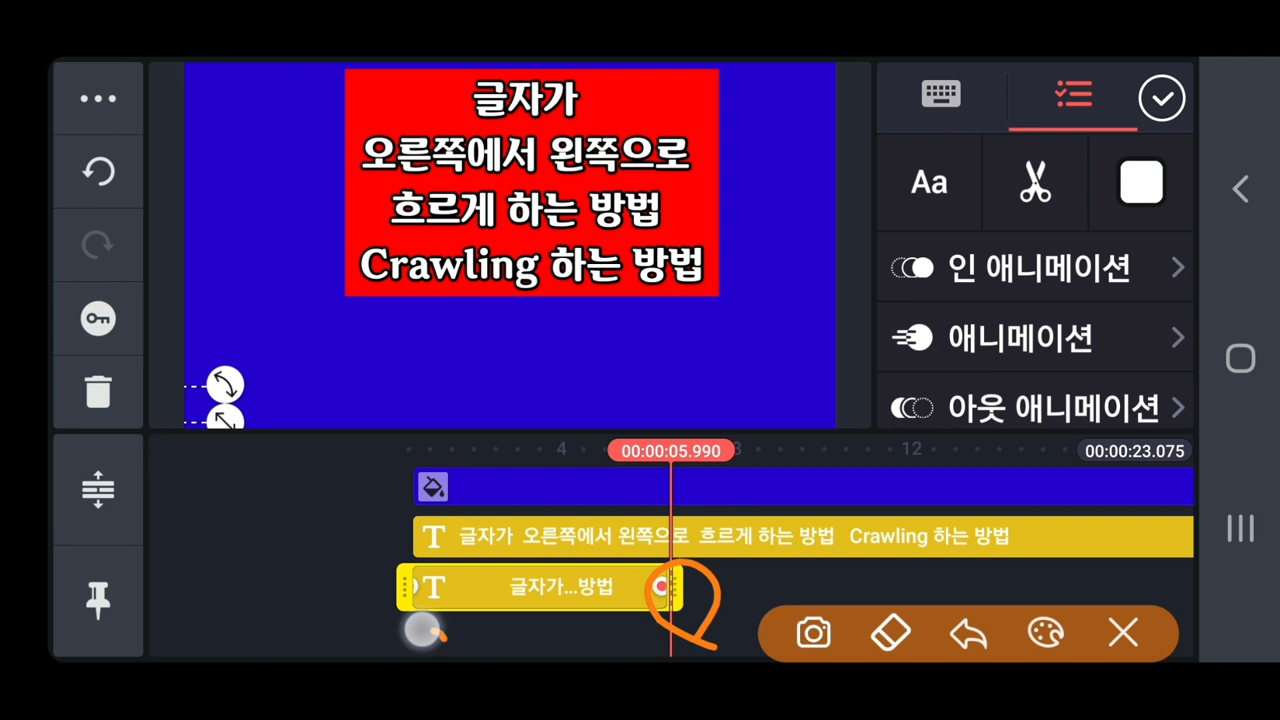 글자가
오른쪽에서 왼쪽으로
흐르게 하는 방법
Crawling 하는 방법
Aa
인 애니메이션
애니메이션
아웃 애니메이션
4
00:00:05.990
8
12
00:00:23.075
T 글자가 오른쪽에서 왼쪽으로 흐르게 하는 방법 Crawling 하는 방법
T 글자가...방법